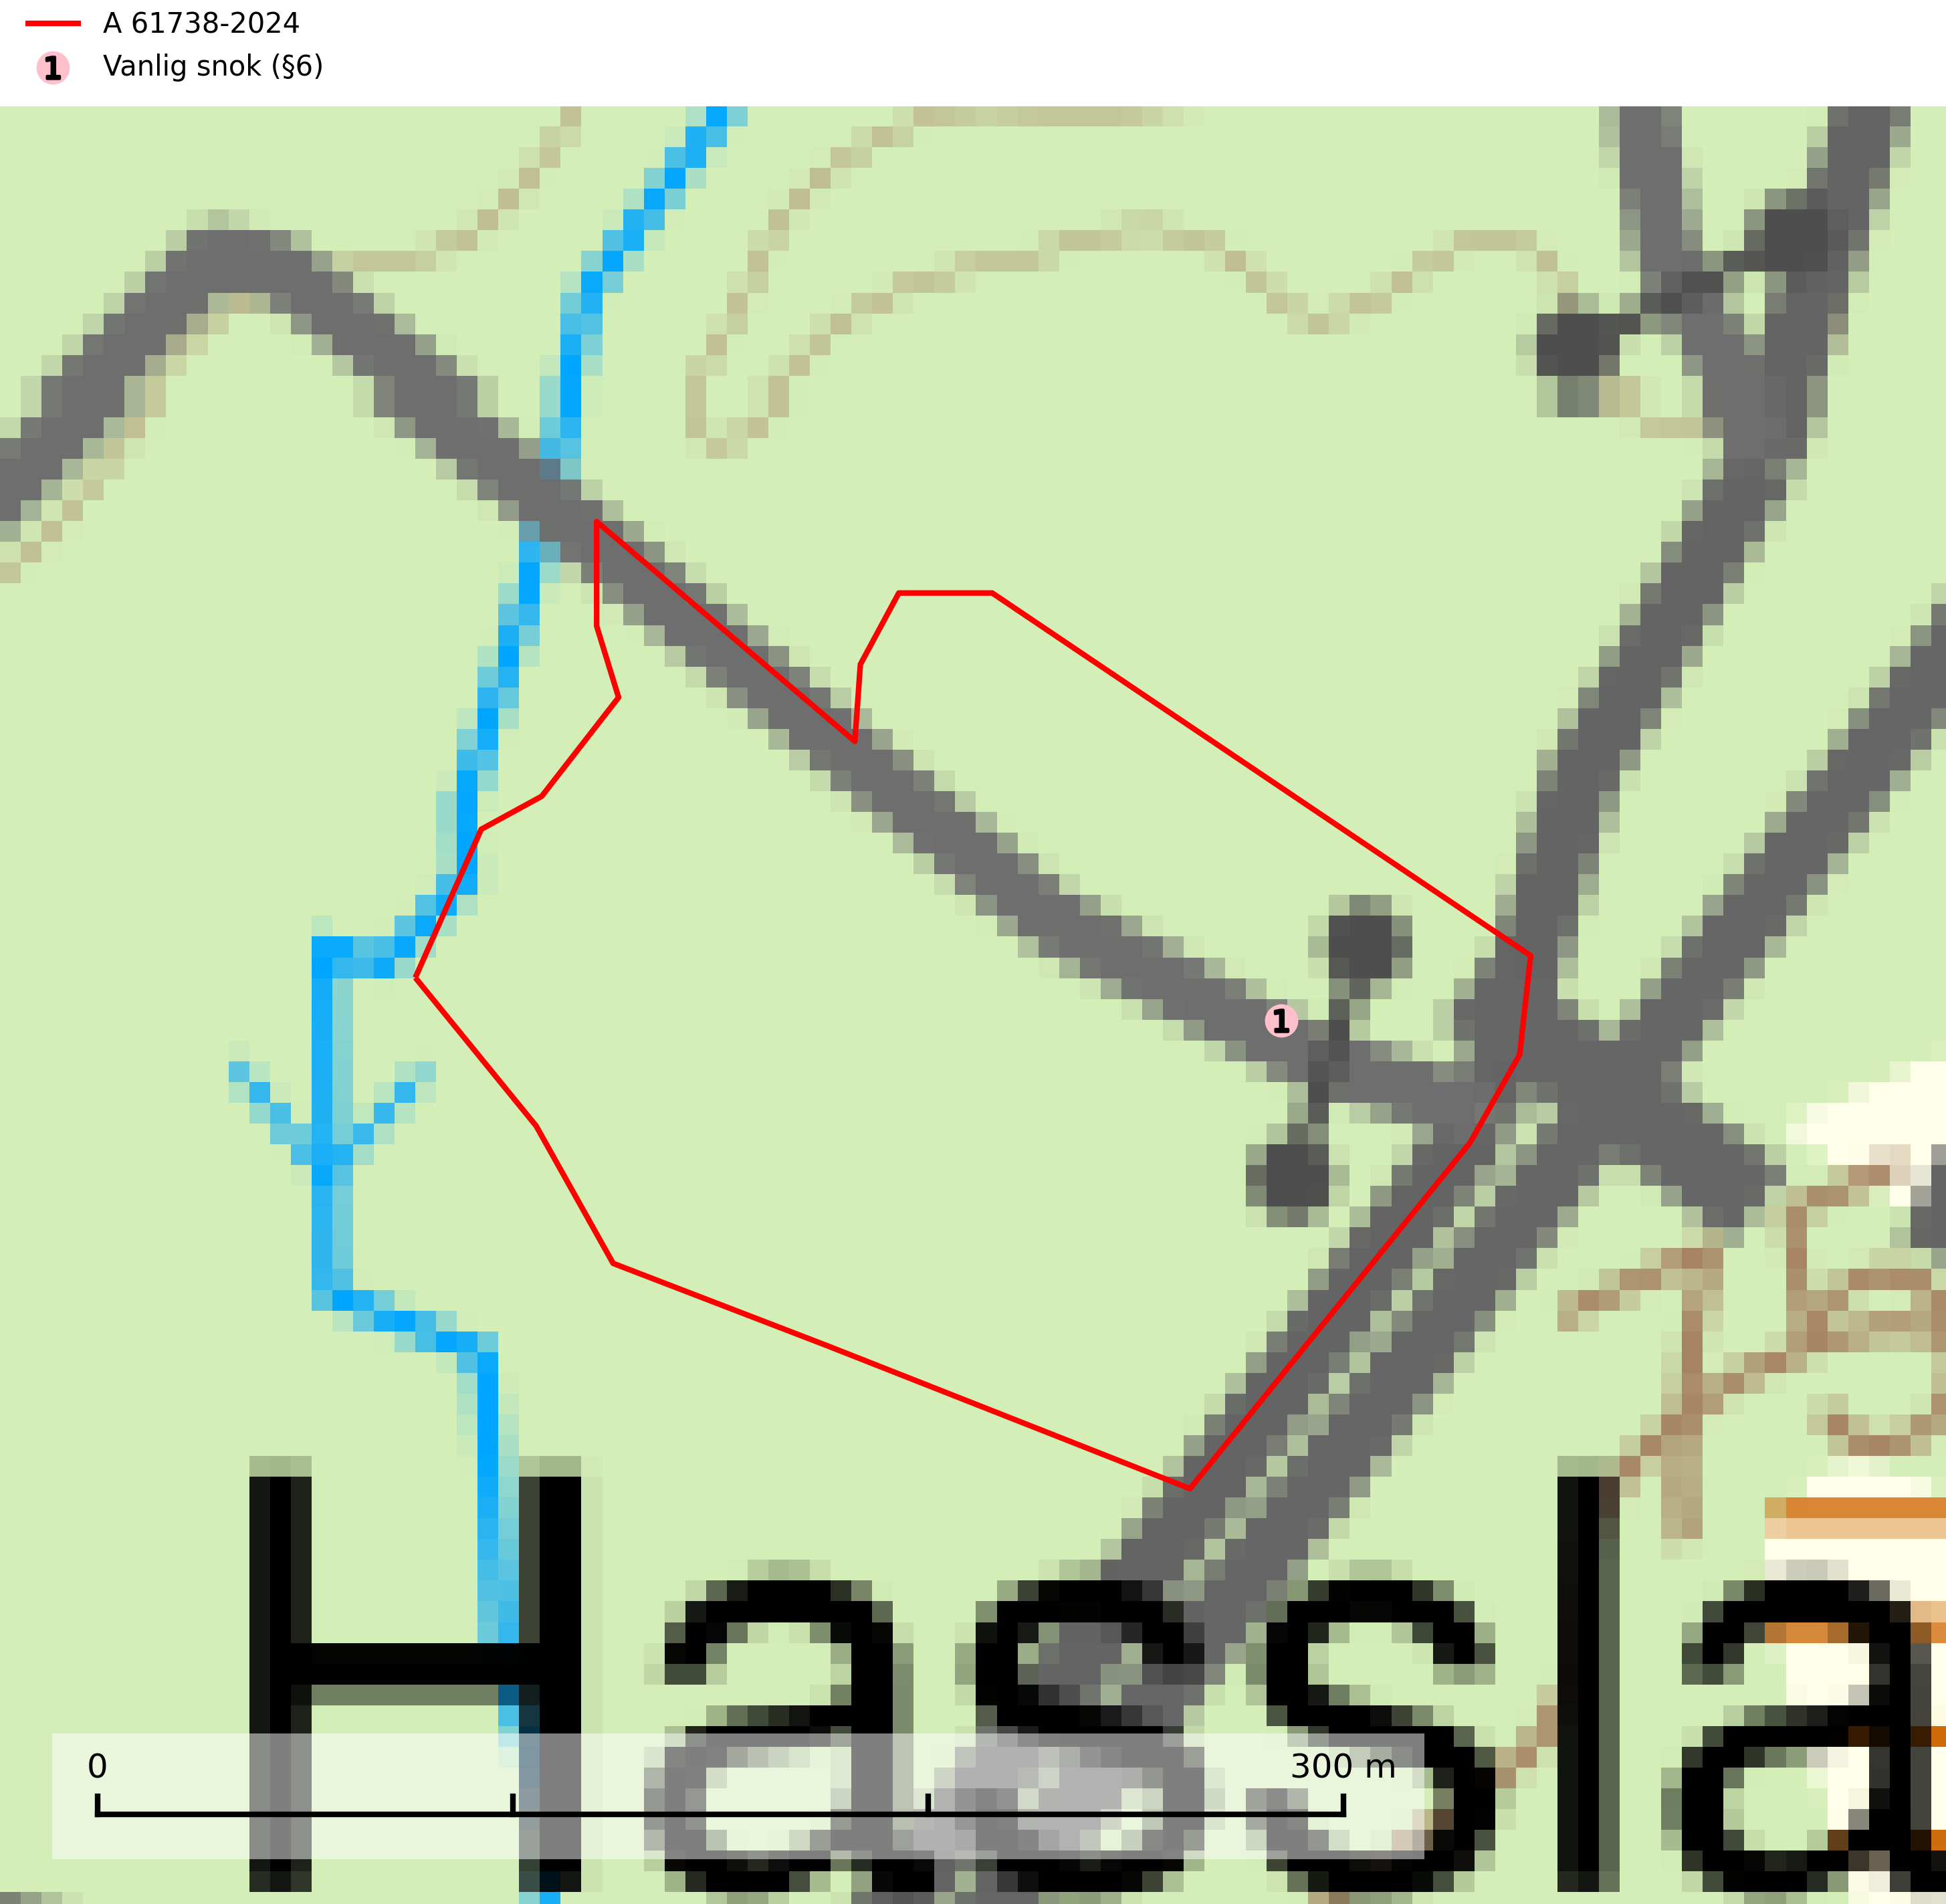 A 61738-2024
1 Vanlig snok (§6)
1
Hassla
0 300 m